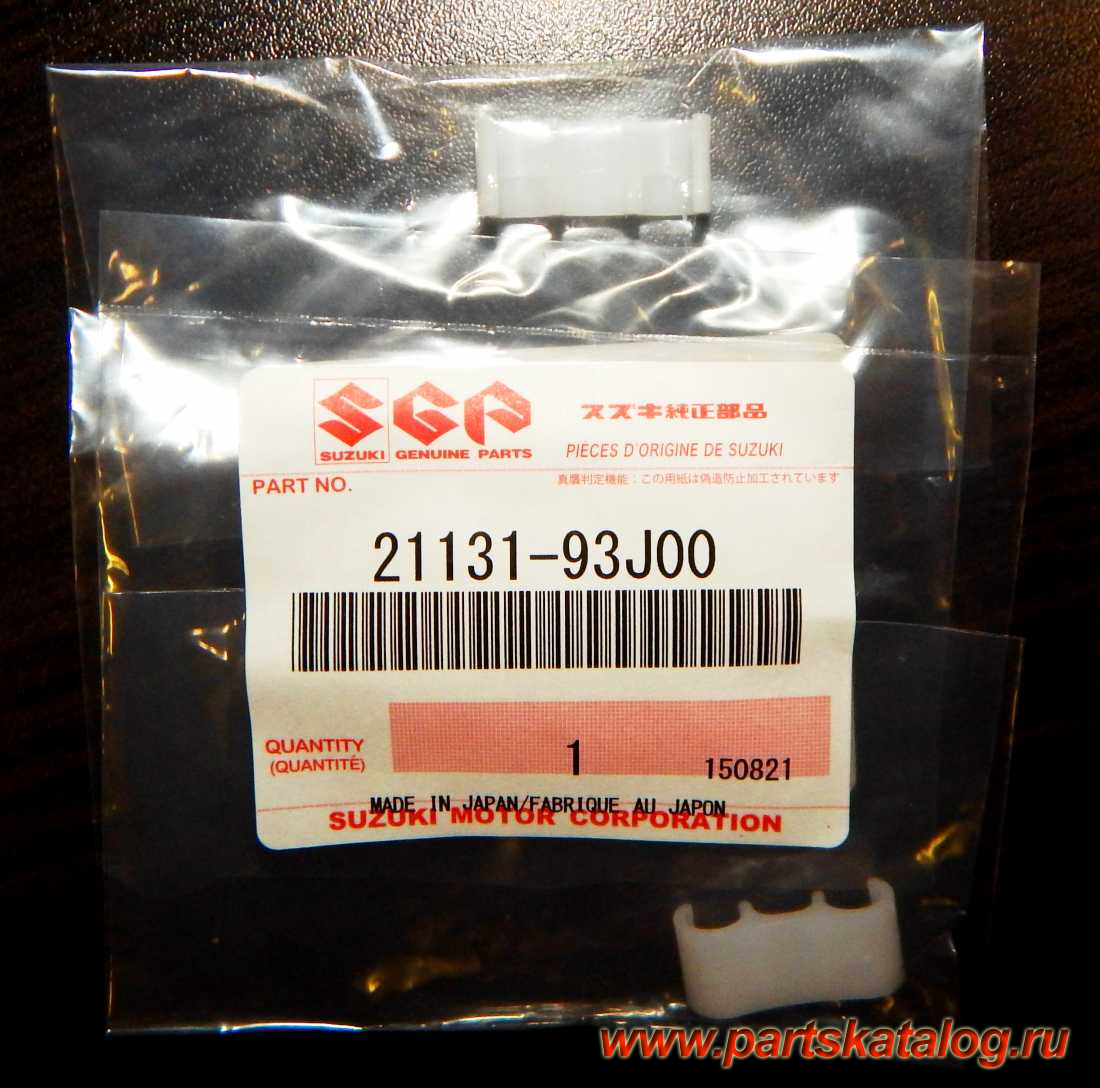 SGP
SUZUKI GENUINE PARTS
スズキ純正部品
PIÈCES D'ORIGINE DE SUZUKI
PART NO.
真贋判定機能：この用紙は偽造防止加工されています
21131-93J00
QUANTITY
(QUANTITÉ)
1
150821
MADE IN JAPAN/FABRIQUE AU JAPON
SUZUKI MOTOR CORPORATION
www.partskatalog.ru